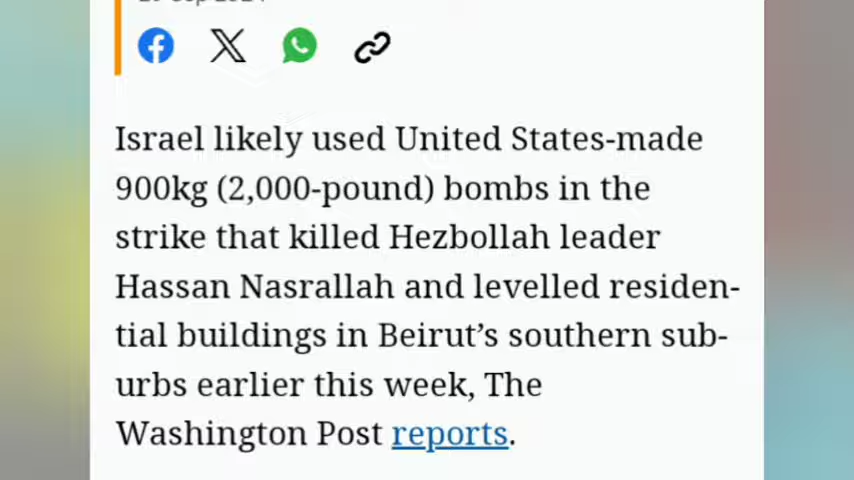 Israel likely used United States-made
900kg (2,000-pound) bombs in the
strike that killed Hezbollah leader
Hassan Nasrallah and levelled residen-
tial buildings in Beirut’s southern sub-
urbs earlier this week, The
Washington Post reports.